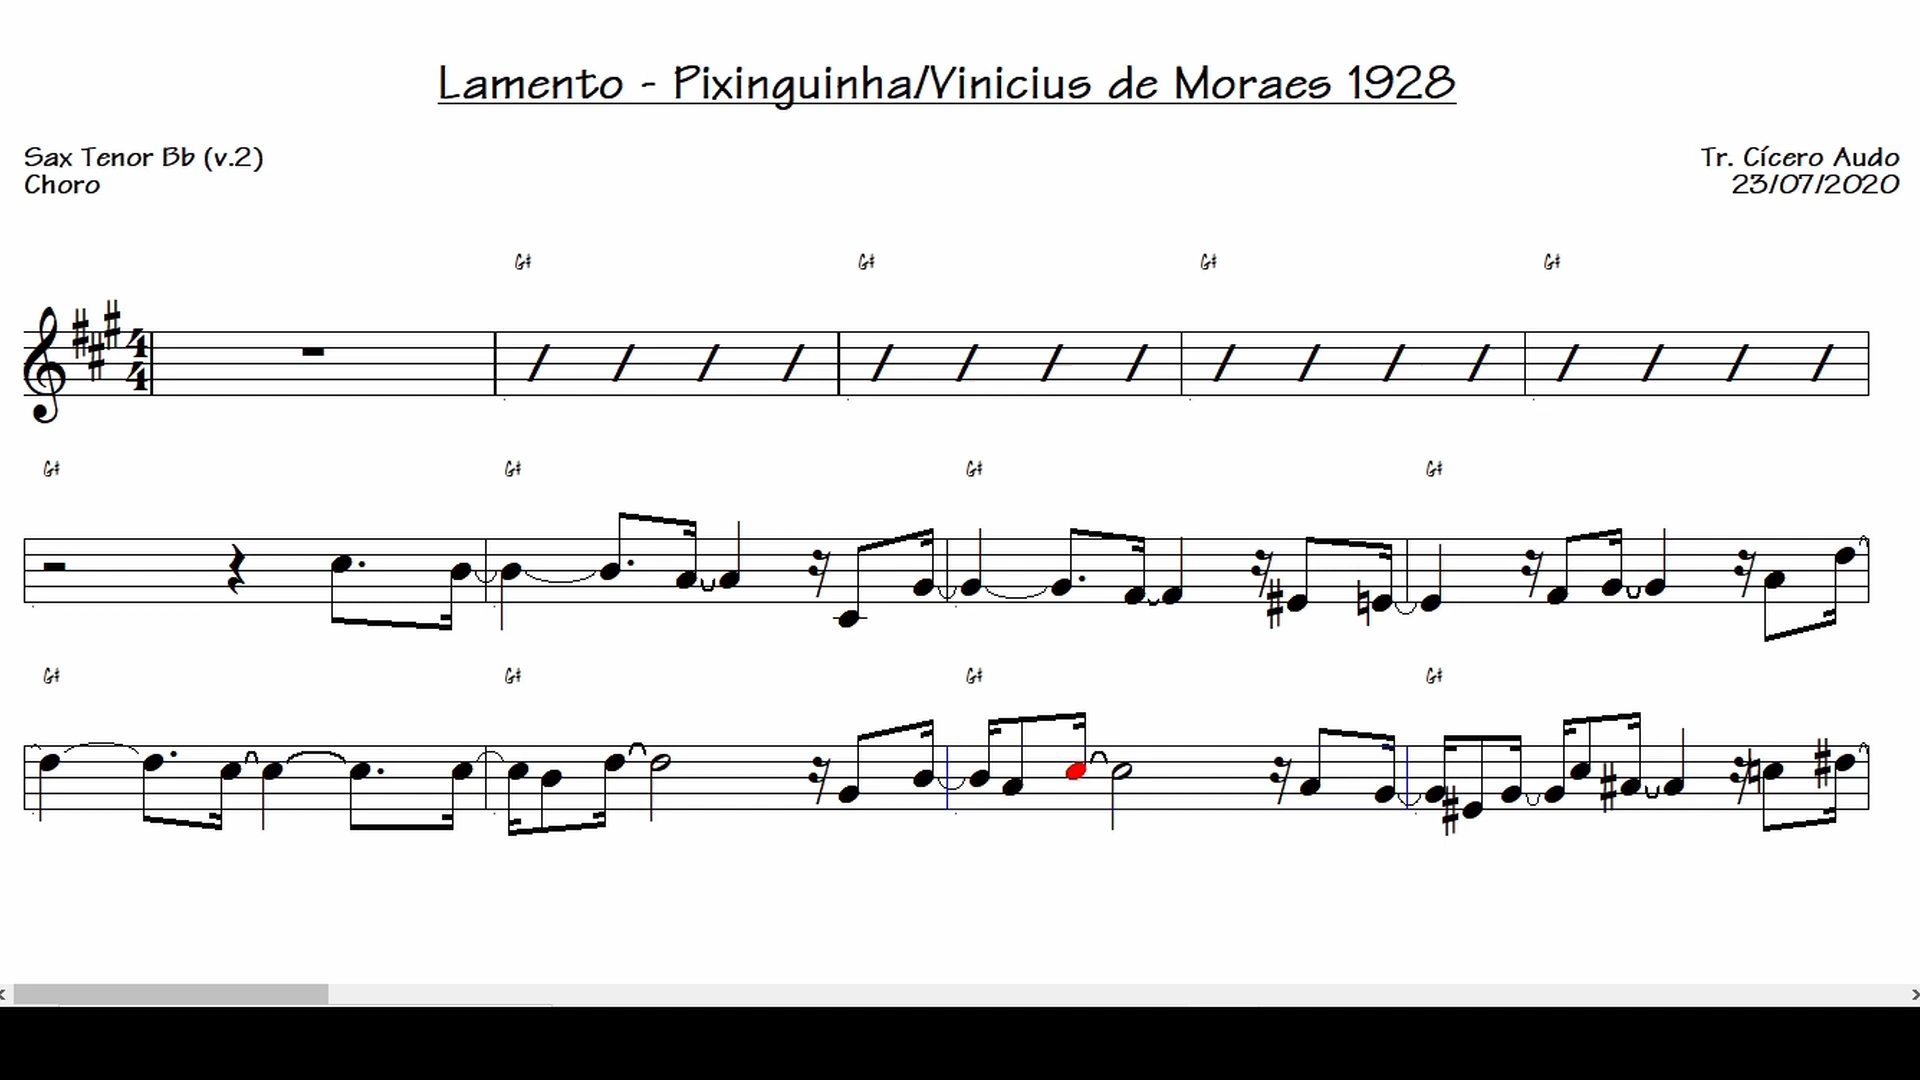 Lamento - Pixinguinha/Vinicius de Moraes 1928
Sax Tenor Bb (v.2)
Choro
Tr. Cícero Audo
23/07/2020
G# G# G# G#
G# G# G# G#
G# G# G# G#